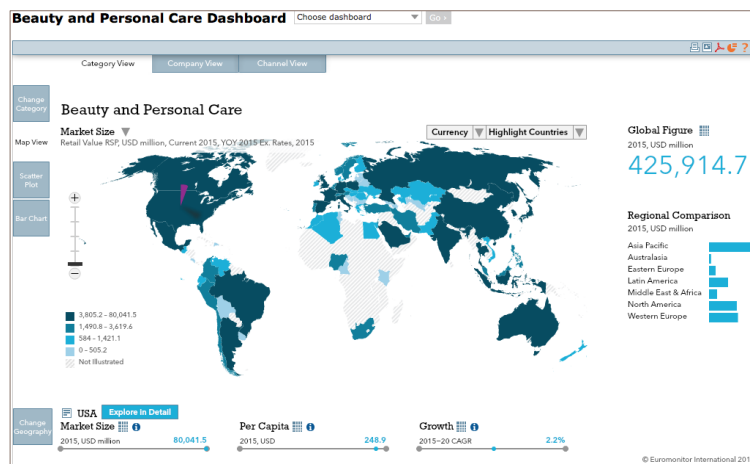 Beauty and Personal Care Dashboard
Choose dashboard
Go ›
Category View
Company View
Channel View
Change
Category
Map View
Scatter
Plot
Bar Chart
Beauty and Personal Care
Market Size
Retail Value RSP, USD million, Current 2015, YOY 2015 Ex. Rates, 2015
Currency
Highlight Countries
3,805.2 – 80,041.5
1,490.8 – 3,619.6
584 – 1,421.1
0 – 505.2
Not Illustrated
Global Figure
2015, USD million
425,914.7
Regional Comparison
2015, USD million
Asia Pacific
Australasia
Eastern Europe
Latin America
Middle East & Africa
North America
Western Europe
Change
Geography
USA
Explore in Detail
Market Size
2015, USD million
80,041.5
Per Capita
2015, USD
248.9
Growth
2015–20 CAGR
2.2%
© Euromonitor International 201